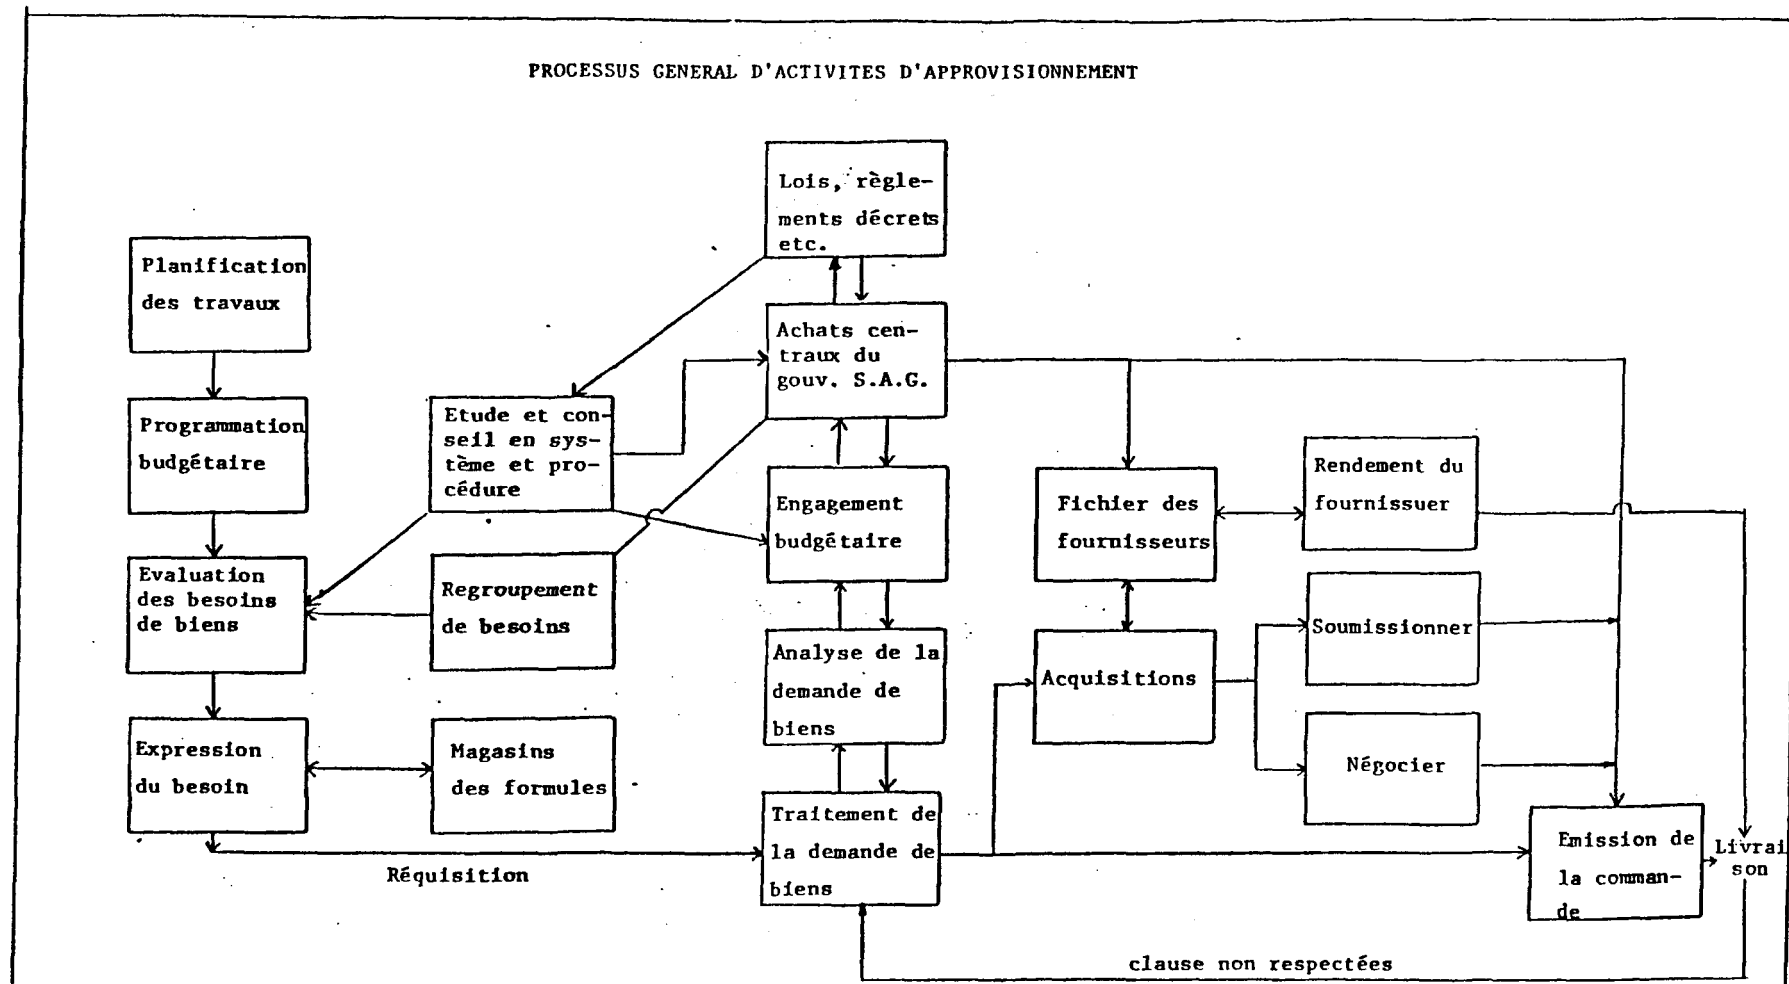 PROCESSUS GENERAL D'ACTIVITES D'APPROVISIONNEMENT
Lois, règle-
ments décrets
etc.
Planification
des travaux
Achats cen-
traux du
gouv. S.A.G.
Programmation
budgétaire
Etude et con-
seil en sys-
tème et pro-
cédure
Engagement
budgétaire
Fichier des
fournisseurs
Rendement du
fournissuer
Evaluation
des besoins
de biens
Regroupement
de besoins
Analyse de la
demande de
biens
Acquisitions
Soumissionner
Négocier
Expression
du besoin
Magasins
des formules
Traitement de
la demande de
biens
Emission de
la comman-
de
Livrai
son
Réquisition
clause non respectées